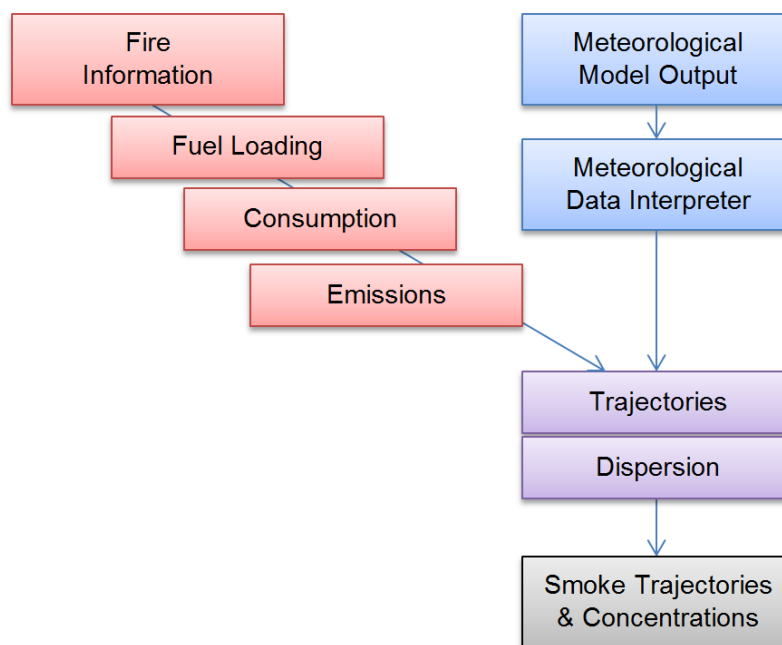 Fire
Information
Meteorological
Model Output
Fuel Loading
Meteorological
Data Interpreter
Consumption
Emissions
Trajectories
Dispersion
Smoke Trajectories
& Concentrations